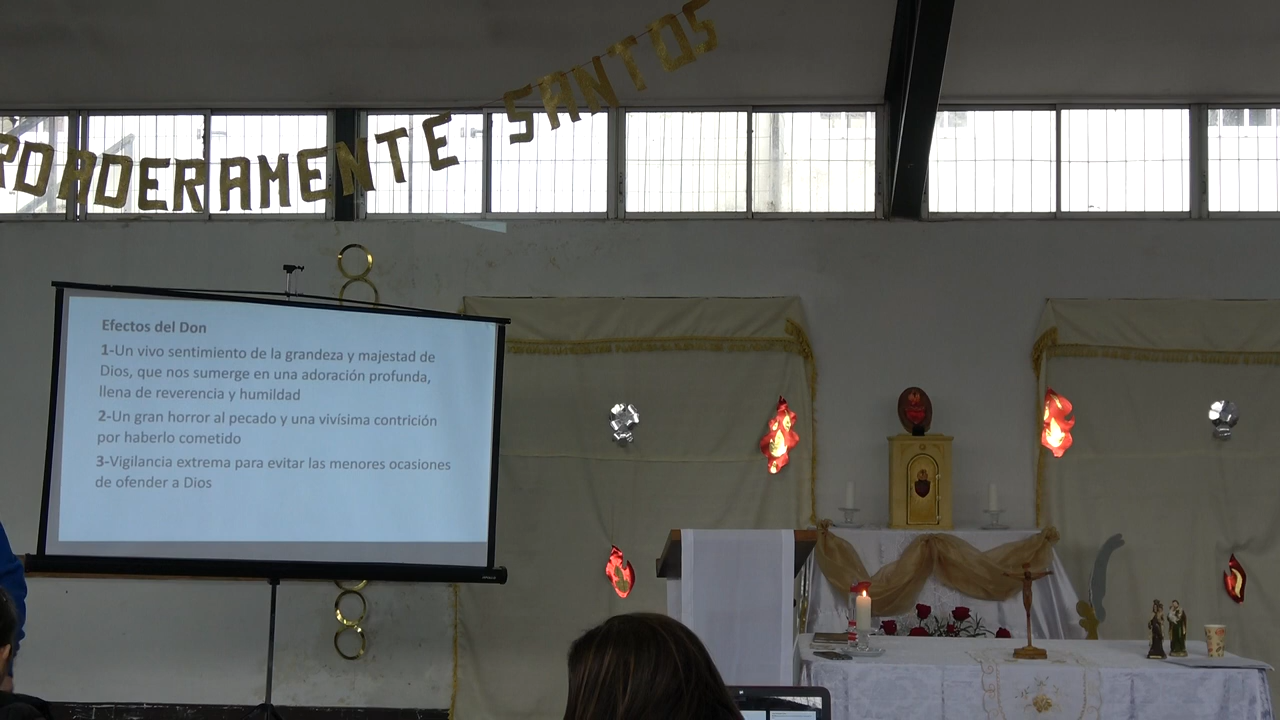 PODADERAMENTE SANTOS
Efectos del Don
1-Un vivo sentimiento de la grandeza y majestad de
Dios, que nos sumerge en una adoración profunda,
llena de reverencia y humildad
2-Un gran horror al pecado y una vivísima contrición
por haberlo cometido
3-Vigilancia extrema para evitar las menores ocasiones
de ofender a Dios